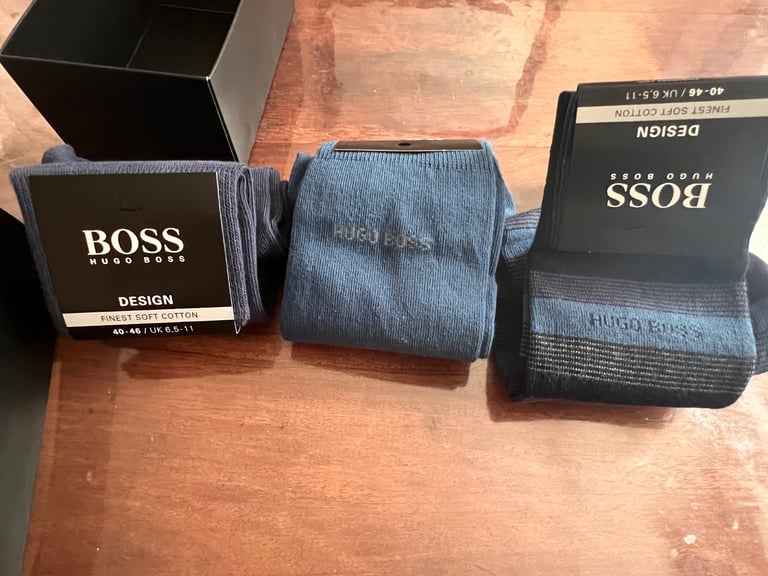 BOSS
HUGO BOSS
DESIGN
FINEST SOFT COTTON
40-46 / UK 6,5-11
HUGO BOSS
BOSS
HUGO BOSS
DESIGN
FINEST SOFT COTTON
40-46 / UK 6,5-11
HUGO BOSS